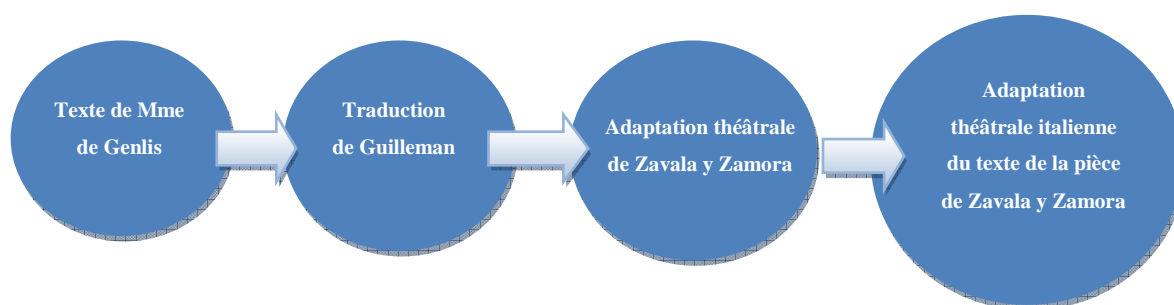 Texte de Mme
de Genlis
Traduction
de Guilleman
Adaptation théâtrale
de Zavala y Zamora
Adaptation
théâtrale italienne
du texte de la pièce
de Zavala y Zamora